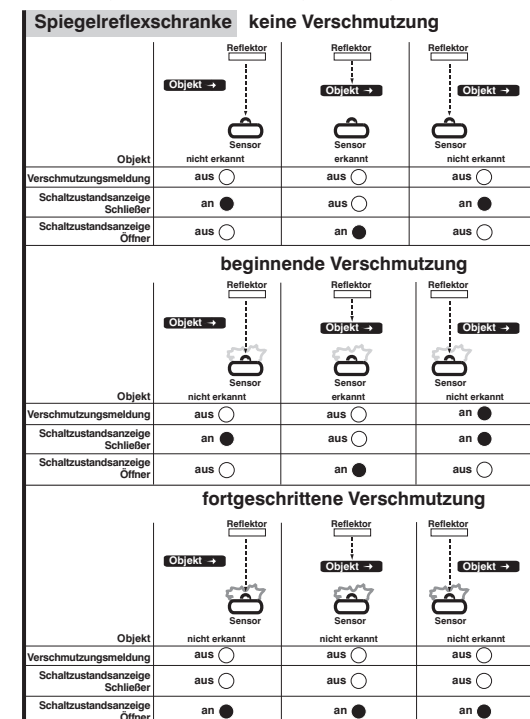 Spiegelreflexschranke keine Verschmutzung
Reflektor Reflektor Reflektor
Objekt → Objekt → Objekt →
Sensor Sensor Sensor
Objekt nicht erkannt erkannt nicht erkannt
Verschmutzungsmeldung aus aus aus
Schaltzustandsanzeige
Schließer an aus an
Schaltzustandsanzeige
Öffner aus an aus
beginnende Verschmutzung
Reflektor Reflektor Reflektor
Objekt → Objekt → Objekt →
Sensor Sensor Sensor
Objekt nicht erkannt erkannt nicht erkannt
Verschmutzungsmeldung aus aus an
Schaltzustandsanzeige
Schließer an aus an
Schaltzustandsanzeige
Öffner aus an aus
fortgeschrittene Verschmutzung
Reflektor Reflektor Reflektor
Objekt → Objekt → Objekt →
Sensor Sensor Sensor
Objekt nicht erkannt nicht erkannt nicht erkannt
Verschmutzungsmeldung aus aus aus
Schaltzustandsanzeige
Schließer aus aus aus
Schaltzustandsanzeige
Öffner an an an